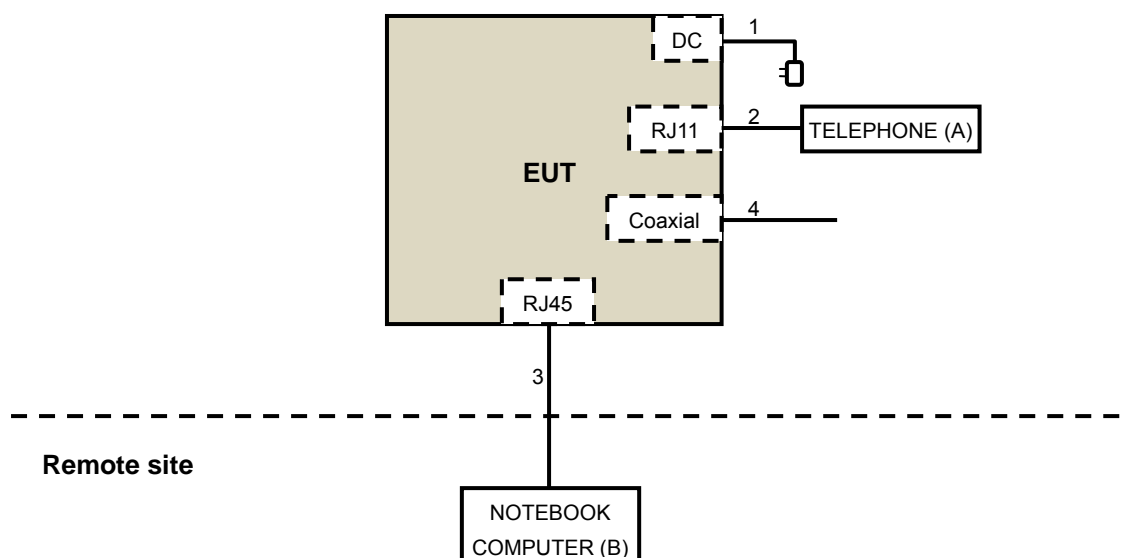 DC
1
RJ11
2
TELEPHONE (A)
EUT
Coaxial
4
RJ45
3
Remote site
NOTEBOOK
COMPUTER (B)